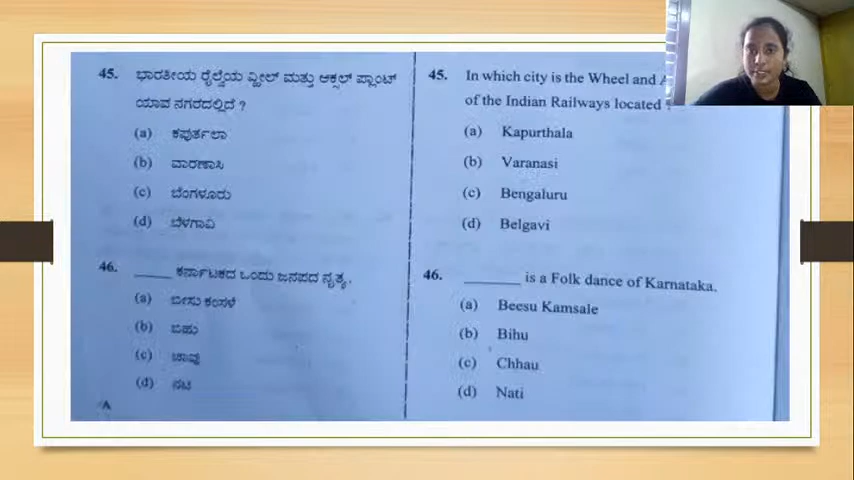 45. ಭಾರತೀಯ ರೈಲ್ವೆಯ ವ್ಹೀಲ್ ಮತ್ತು ಆಕ್ಸಲ್ ಪ್ಲಾಂಟ್
ಯಾವ ನಗರದಲ್ಲಿದೆ ?
(a) ಕಪುರ್ತಲಾ
(b) ವಾರಣಾಸಿ
(c) ಬೆಂಗಳೂರು
(d) ಬೆಳಗಾವಿ
46. ______ ಕರ್ನಾಟಕದ ಒಂದು ಜನಪದ ನೃತ್ಯ.
(a) ಬೀಸು ಕಂಸಳೆ
(b) ಬಿಹು
(c) ಚಾವು
(d) ನಟಿ
A
45. In which city is the Wheel and
of the Indian Railways located ?
(a) Kapurthala
(b) Varanasi
(c) Bengaluru
(d) Belgavi
46. ______ is a Folk dance of Karnataka.
(a) Beesu Kamsale
(b) Bihu
(c) Chhau
(d) Nati